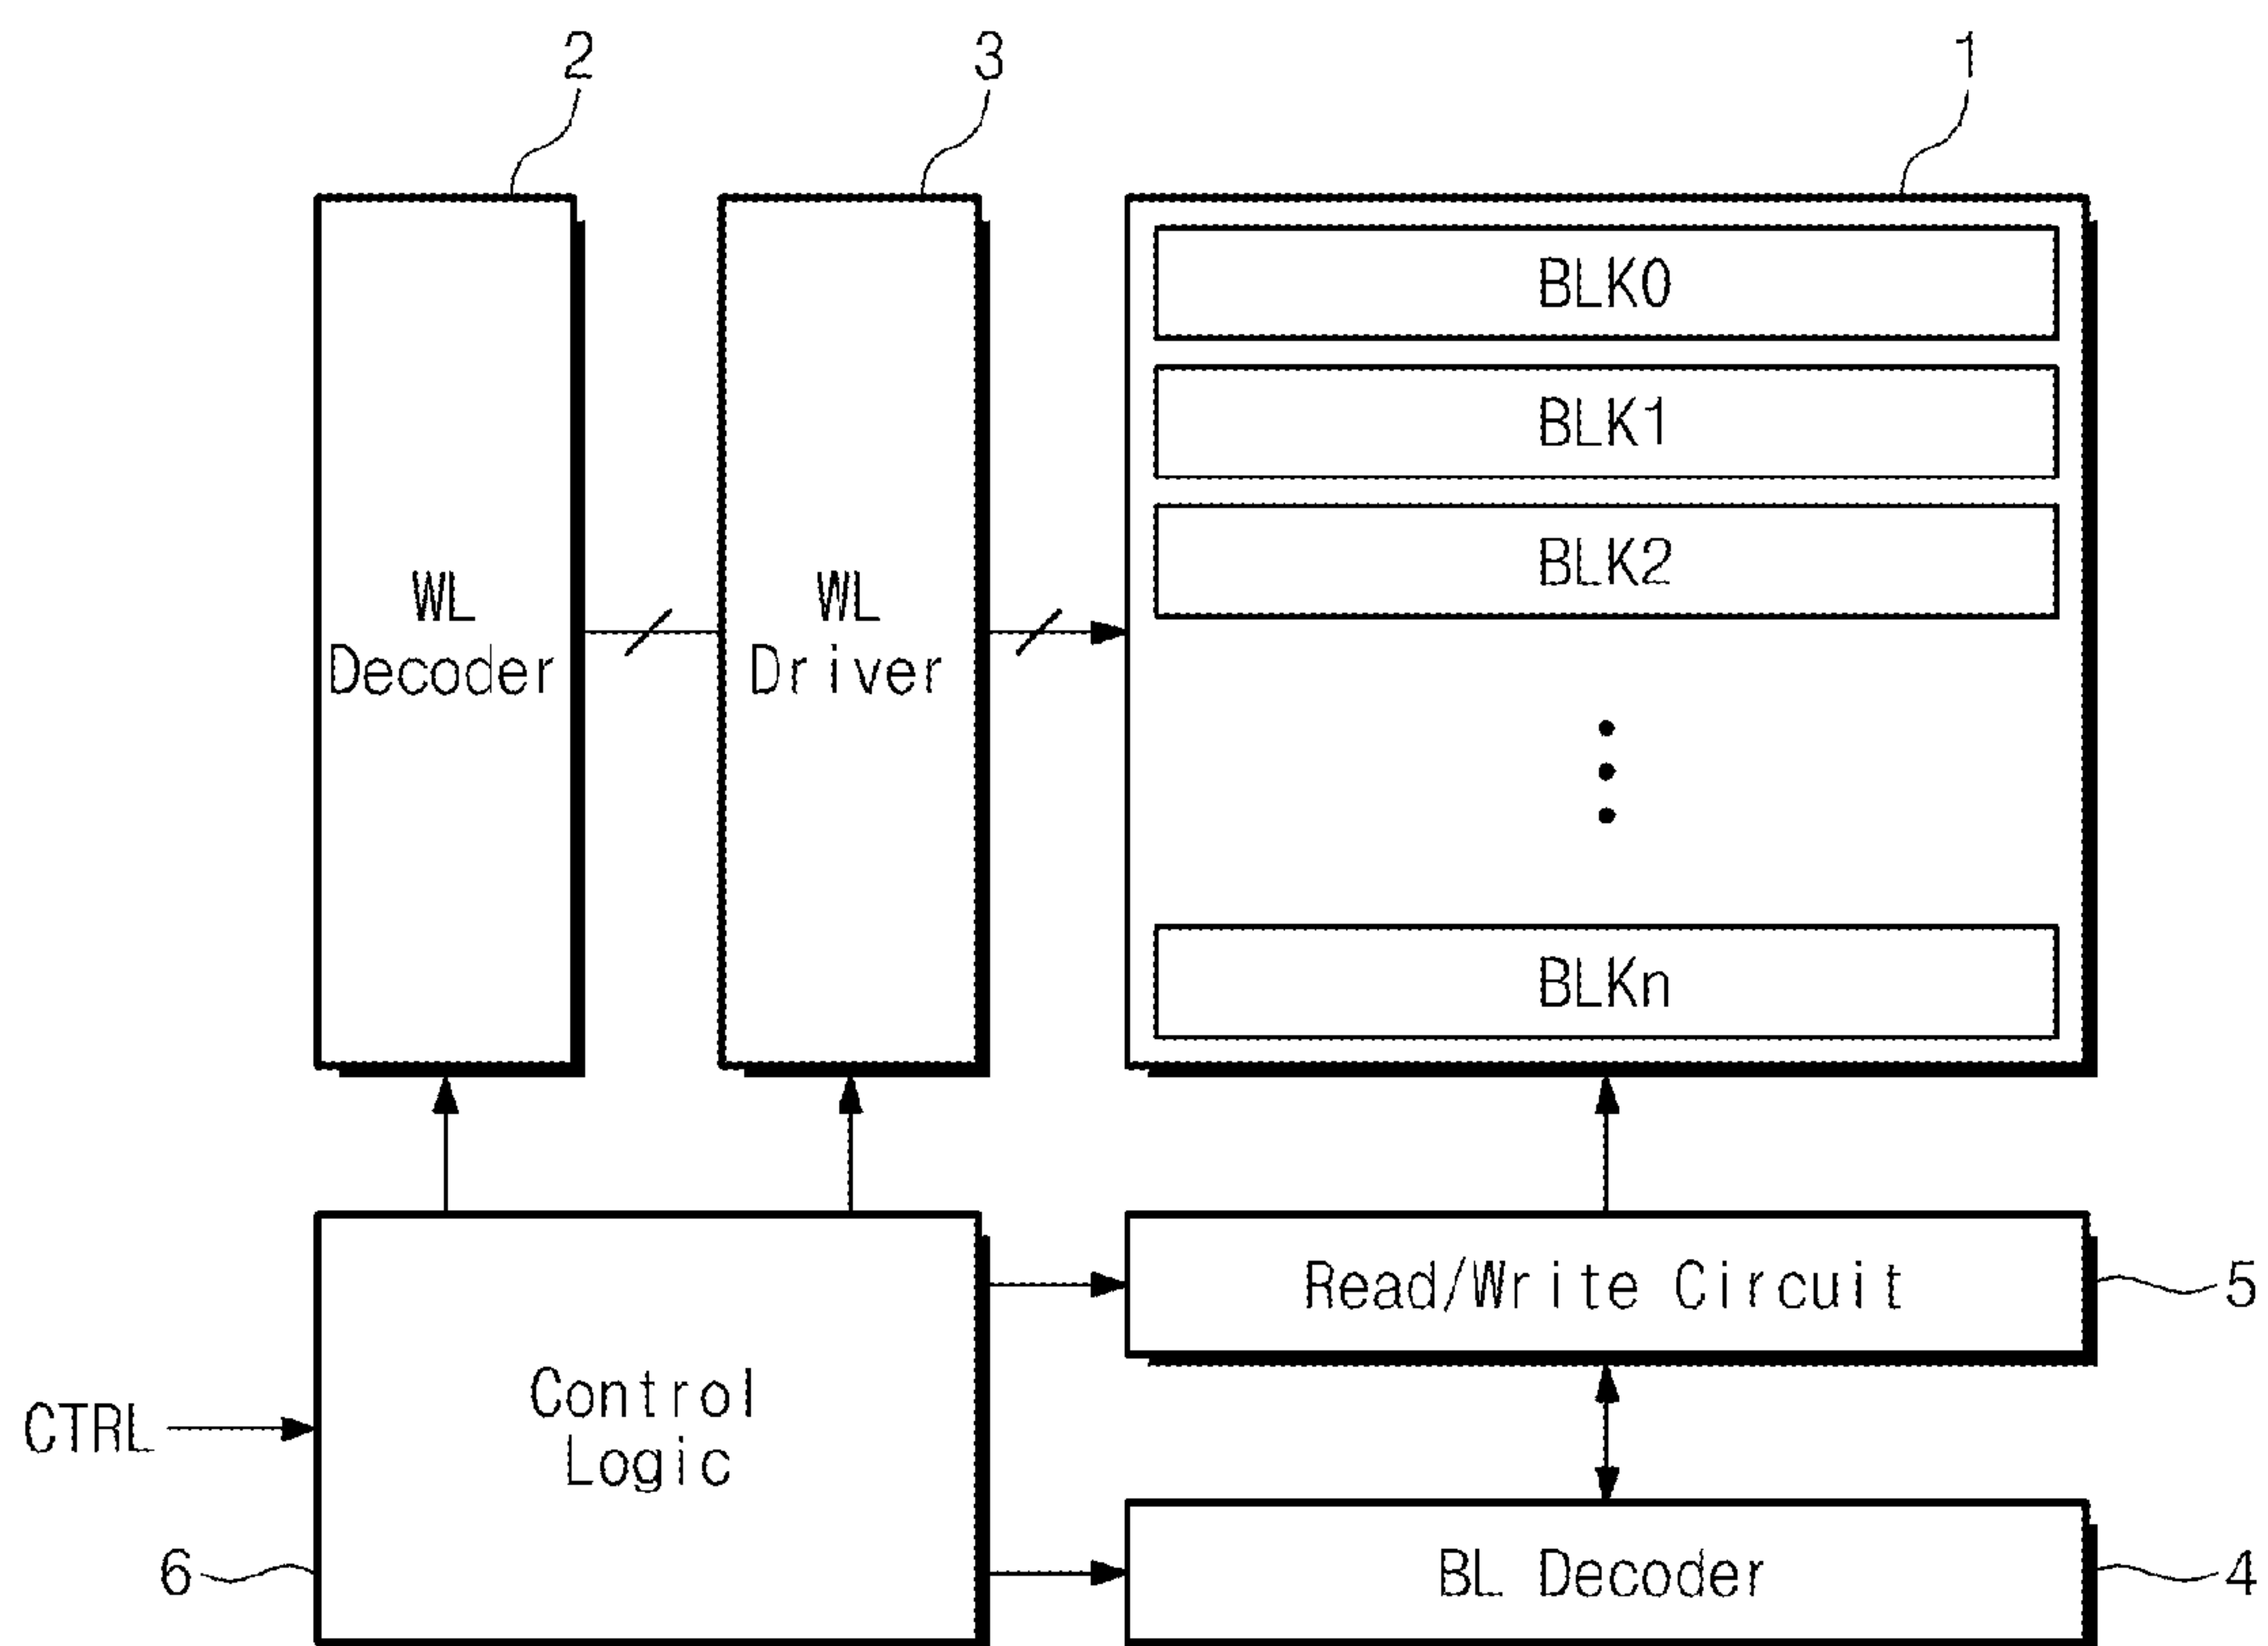 2
3
1
BLK0
BLK1
BLK2
WL
Decoder
WL
Driver
BLKn
Read/Write Circuit
5
Control
Logic
CTRL
6
BL Decoder
4